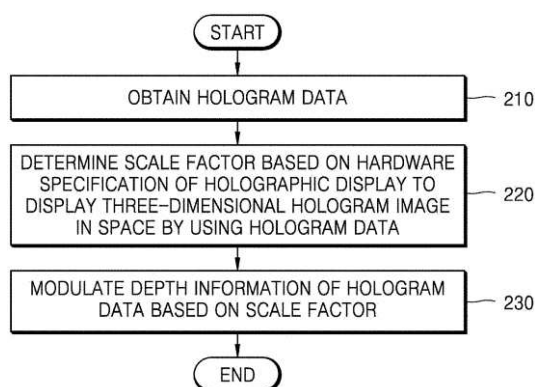 START
OBTAIN HOLOGRAM DATA
210
DETERMINE SCALE FACTOR BASED ON HARDWARE
SPECIFICATION OF HOLOGRAPHIC DISPLAY TO
DISPLAY THREE-DIMENSIONAL HOLOGRAM IMAGE
IN SPACE BY USING HOLOGRAM DATA
220
MODULATE DEPTH INFORMATION OF HOLOGRAM
DATA BASED ON SCALE FACTOR
230
END